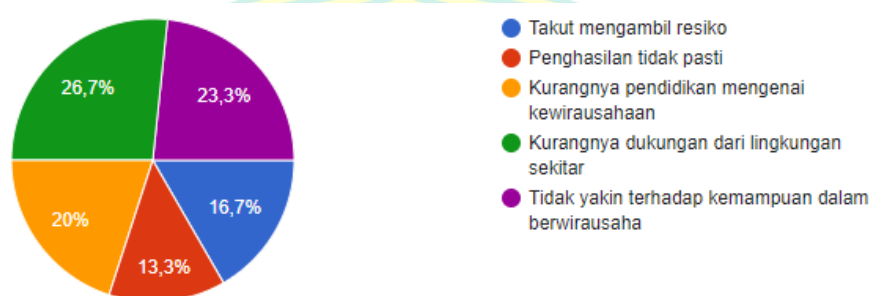 26,7%
23,3%
16,7%
20%
13,3%
Takut mengambil resiko
Penghasilan tidak pasti
Kurangnya pendidikan mengenai
kewirausahaan
Kurangnya dukungan dari lingkungan
sekitar
Tidak yakin terhadap kemampuan dalam
berwirausaha